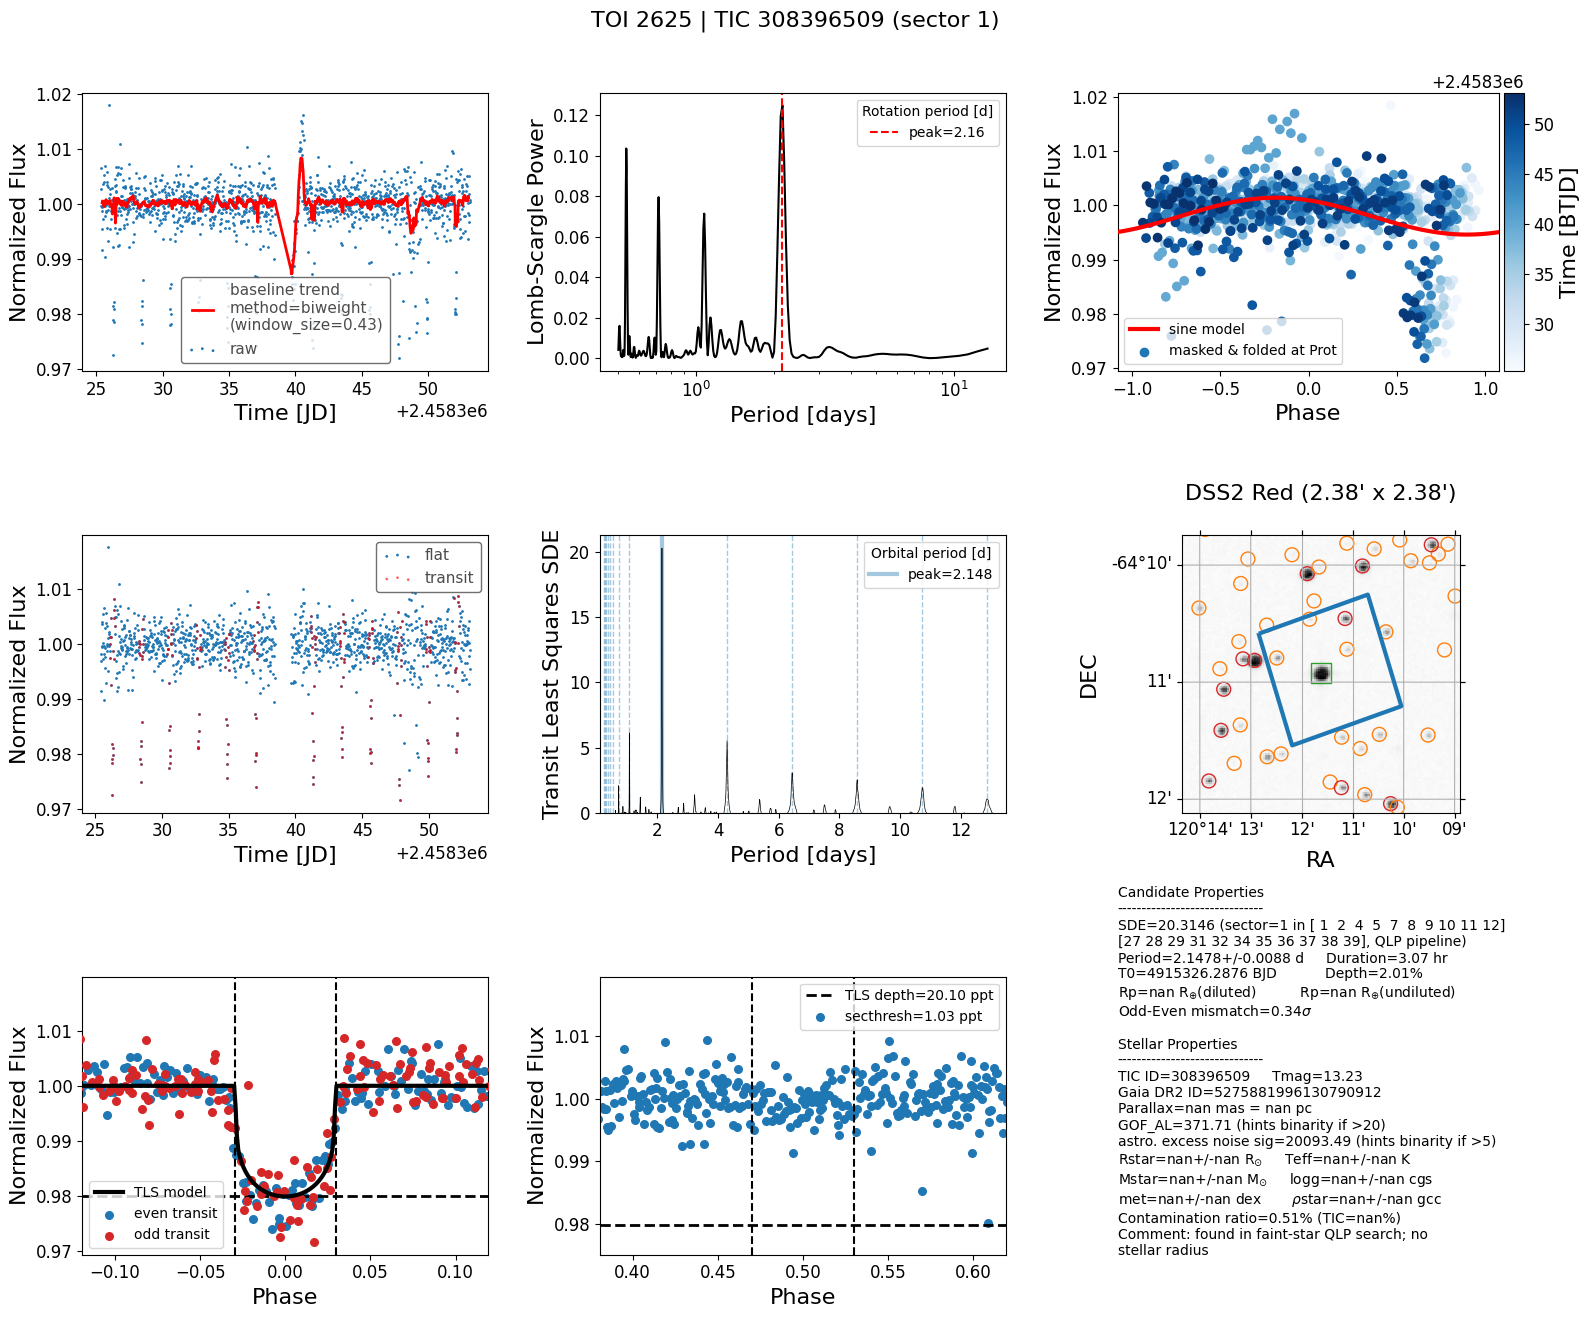 TOI 2625 | TIC 308396509 (sector 1)
Normalized Flux
1.02
1.01
1.00
0.99
0.98
0.97
baseline trend
method=biweight
(window_size=0.43)
raw
25 30 35 40 45 50
Time [JD]
+2.4583e6
Lomb-Scargle Power
0.12
0.10
0.08
0.06
0.04
0.02
0.00
Rotation period [d]
peak=2.16
10^0 10^1
Period [days]
+2.4583e6
Normalized Flux
1.02
1.01
1.00
0.99
0.98
0.97
sine model
masked & folded at Prot
−1.0 −0.5 0.0 0.5 1.0
Phase
50
45
40
35
30
Time [BTJD]
Normalized Flux
1.01
1.00
0.99
0.98
0.97
flat
transit
25 30 35 40 45 50
Time [JD]
+2.4583e6
Transit Least Squares SDE
20
15
10
5
0
Orbital period [d]
peak=2.148
2 4 6 8 10 12
Period [days]
DSS2 Red (2.38' x 2.38')
DEC
-64°10'
11'
12'
120°14' 13' 12' 11' 10' 09'
RA
Normalized Flux
1.01
1.00
0.99
0.98
0.97
TLS model
even transit
odd transit
−0.10 −0.05 0.00 0.05 0.10
Phase
Normalized Flux
1.01
1.00
0.99
0.98
TLS depth=20.10 ppt
secthresh=1.03 ppt
0.40 0.45 0.50 0.55 0.60
Phase
Candidate Properties
------------------------------
SDE=20.3146 (sector=1 in [ 1 2 4 5 7 8 9 10 11 12]
[27 28 29 31 32 34 35 36 37 38 39], QLP pipeline)
Period=2.1478+/-0.0088 d Duration=3.07 hr
T0=4915326.2876 BJD Depth=2.01%
Rp=nan R⊕(diluted) Rp=nan R⊕(undiluted)
Odd-Even mismatch=0.34σ
Stellar Properties
------------------------------
TIC ID=308396509 Tmag=13.23
Gaia DR2 ID=5275881996130790912
Parallax=nan mas = nan pc
GOF_AL=371.71 (hints binarity if >20)
astro. excess noise sig=20093.49 (hints binarity if >5)
Rstar=nan+/-nan R⊙ Teff=nan+/-nan K
Mstar=nan+/-nan M⊙ logg=nan+/-nan cgs
met=nan+/-nan dex ρstar=nan+/-nan gcc
Contamination ratio=0.51% (TIC=nan%)
Comment: found in faint-star QLP search; no
stellar radius